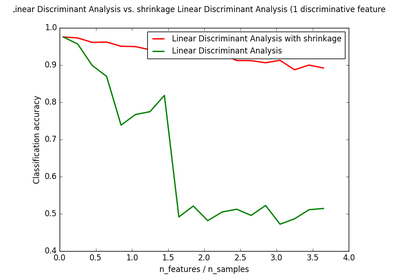 Linear Discriminant Analysis vs. shrinkage Linear Discriminant Analysis (1 discriminative feature
Linear Discriminant Analysis with shrinkage
Linear Discriminant Analysis
1.0
0.9
0.8
0.7
0.6
0.5
0.4
Classification accuracy
0.0 0.5 1.0 1.5 2.0 2.5 3.0 3.5 4.0
n_features / n_samples